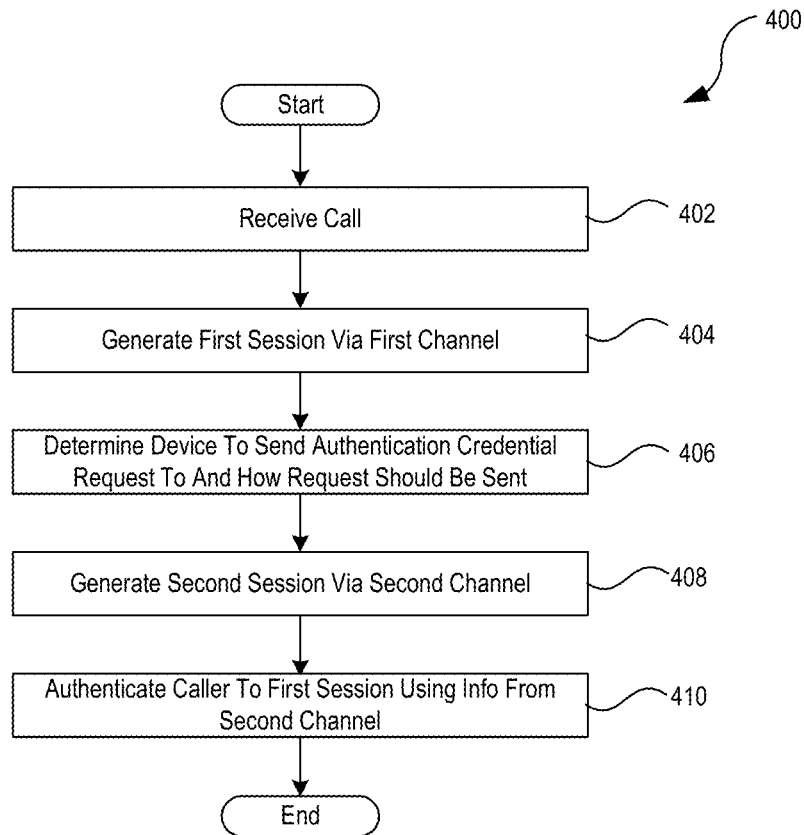 400
Start
Receive Call
402
Generate First Session Via First Channel
404
Determine Device To Send Authentication Credential
Request To And How Request Should Be Sent
406
Generate Second Session Via Second Channel
408
Authenticate Caller To First Session Using Info From
Second Channel
410
End